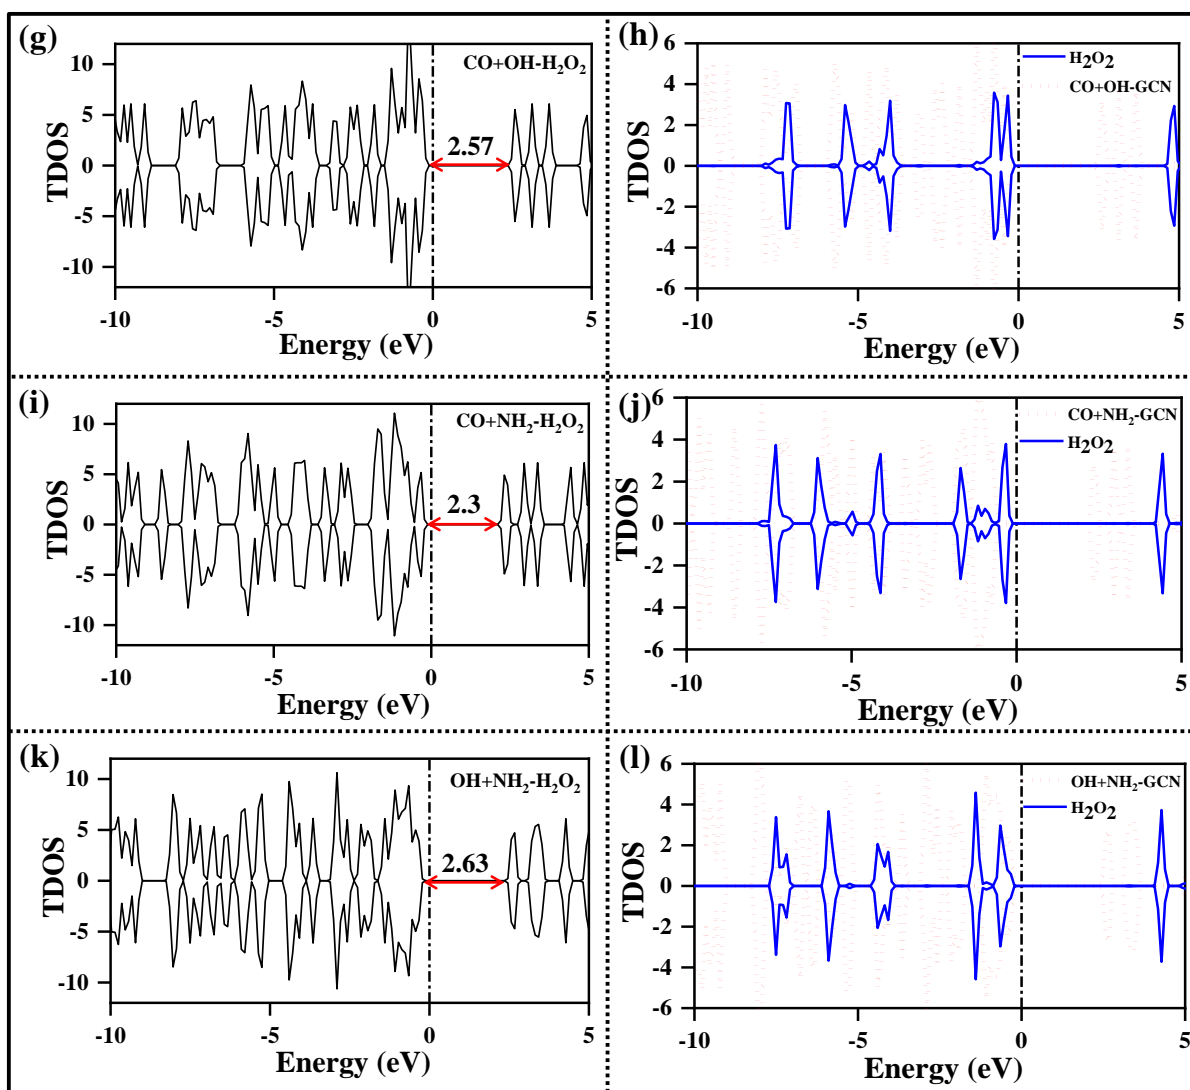 (g)
CO+OH-H₂O₂
2.57
TDOS
10
5
0
-5
-10
-10
-5
0
5
Energy (eV)
(h)
H₂O₂
CO+OH-GCN
TDOS
6
4
2
0
-2
-4
-6
-10
-5
0
5
Energy (eV)
(i)
CO+NH₂-H₂O₂
2.3
TDOS
10
5
0
-5
-10
-10
-5
0
5
Energy (eV)
(j)
CO+NH₂-GCN
H₂O₂
TDOS
6
4
2
0
-2
-4
-6
-10
-5
0
5
Energy (eV)
(k)
OH+NH₂-H₂O₂
2.63
TDOS
10
5
0
-5
-10
-10
-5
0
5
Energy (eV)
(l)
OH+NH₂-GCN
H₂O₂
TDOS
6
4
2
0
-2
-4
-6
-10
-5
0
5
Energy (eV)